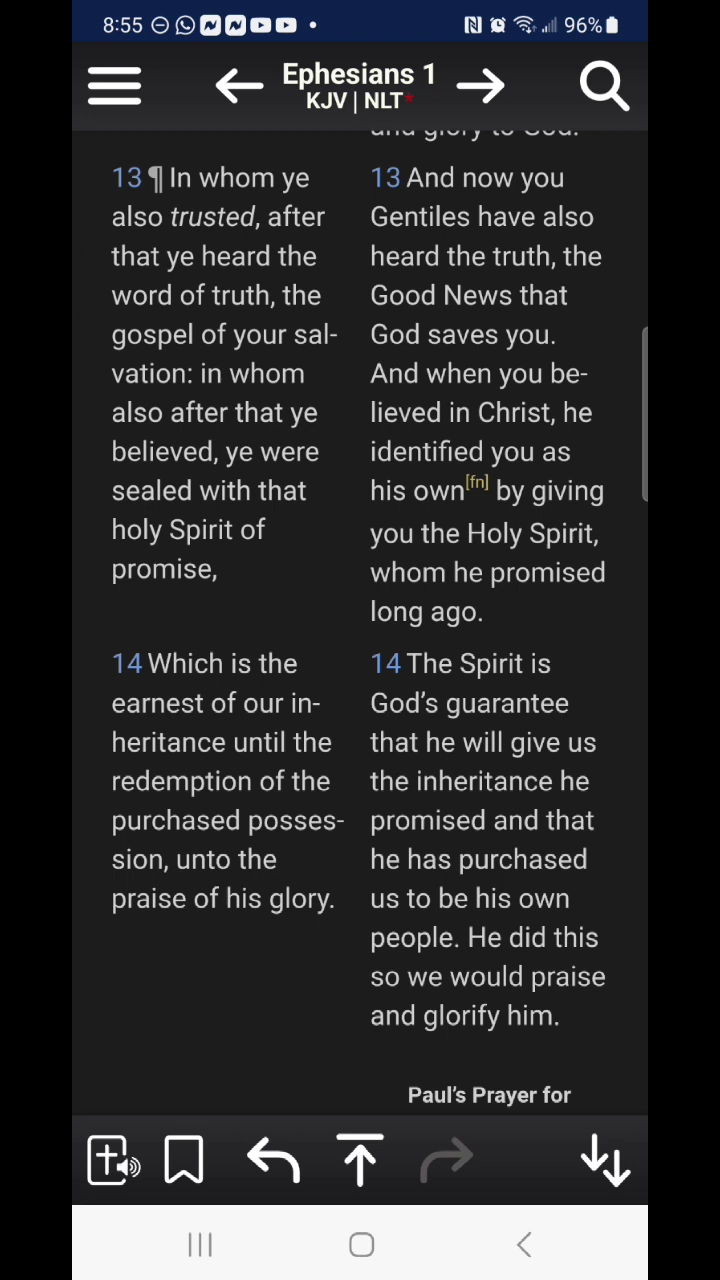 8:55 96%
Ephesians 1
KJV | NLT*
and glory to God.
13 ¶ In whom ye
also trusted, after
that ye heard the
word of truth, the
gospel of your sal-
vation: in whom
also after that ye
believed, ye were
sealed with that
holy Spirit of
promise,
14 Which is the
earnest of our in-
heritance until the
redemption of the
purchased posses-
sion, unto the
praise of his glory.
13 And now you
Gentiles have also
heard the truth, the
Good News that
God saves you.
And when you be-
lieved in Christ, he
identified you as
his own[fn] by giving
you the Holy Spirit,
whom he promised
long ago.
14 The Spirit is
God’s guarantee
that he will give us
the inheritance he
promised and that
he has purchased
us to be his own
people. He did this
so we would praise
and glorify him.
Paul’s Prayer for